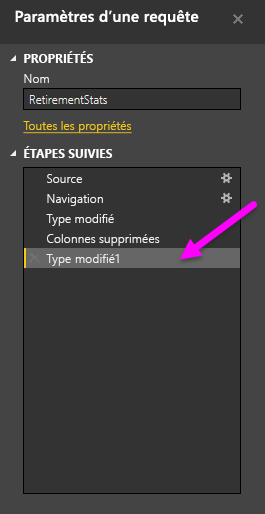 Paramètres d'une requête
PROPRIÉTÉS
Nom
RetirementStats
Toutes les propriétés
ÉTAPES SUIVIES
Source
Navigation
Type modifié
Colonnes supprimées
Type modifié1